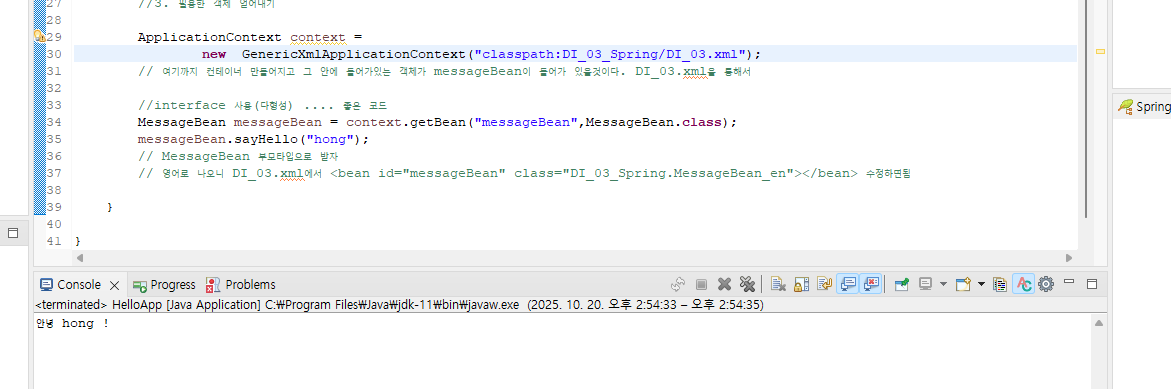 27 //3. 필용한 객체 얻어내기
28
29 ApplicationContext context =
30 new GenericXmlApplicationContext("classpath:DI_03_Spring/DI_03.xml");
31 // 여기까지 컨테이너 만들어지고 그 안에 들어가있는 객체가 messageBean이 들어가 있을것이다. DI_03.xml을 통해서
32
33 //interface 사용(다형성) .... 좋은 코드
34 MessageBean messageBean = context.getBean("messageBean",MessageBean.class);
35 messageBean.sayHello("hong");
36 // MessageBean 부모타입으로 받자
37 // 영어로 나오니 DI_03.xml에서 <bean id="messageBean" class="DI_03_Spring.MessageBean_en"></bean> 수정하면됨
38
39 }
40
41 }
Spring
Console Progress Problems
<terminated> HelloApp [Java Application] C:₩Program Files₩Java₩jdk-11₩bin₩javaw.exe (2025. 10. 20. 오후 2:54:33 – 오후 2:54:35)
안녕 hong !